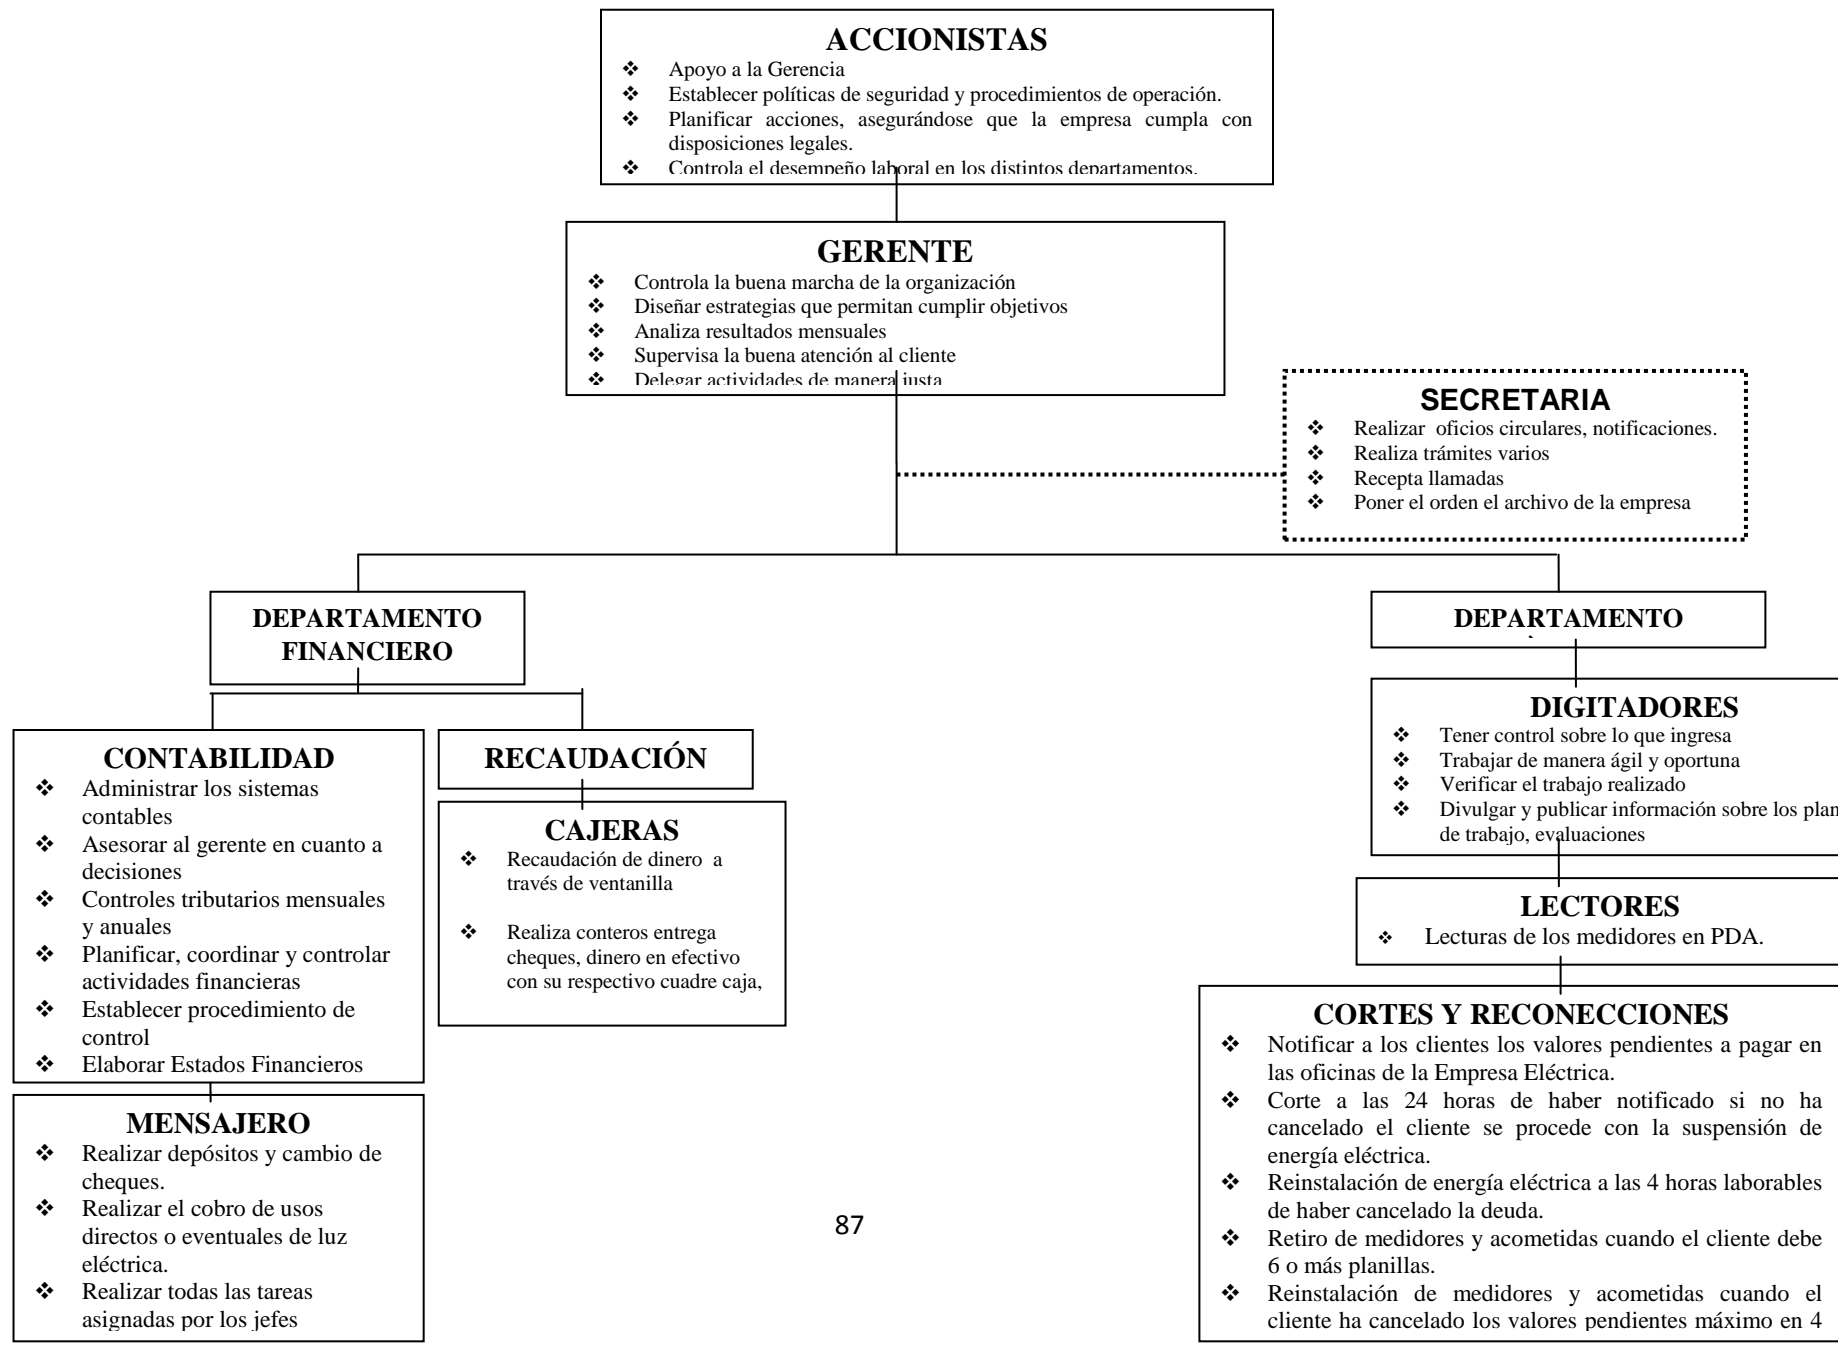 ACCIONISTAS
❖ Apoyo a la Gerencia
❖ Establecer políticas de seguridad y procedimientos de operación.
❖ Planificar acciones, asegurándose que la empresa cumpla con
disposiciones legales.
❖ Controla el desempeño laboral en los distintos departamentos.
GERENTE
❖ Controla la buena marcha de la organización
❖ Diseñar estrategias que permitan cumplir objetivos
❖ Analiza resultados mensuales
❖ Supervisa la buena atención al cliente
❖ Delegar actividades de manera justa
SECRETARIA
❖ Realizar oficios circulares, notificaciones.
❖ Realiza trámites varios
❖ Recepta llamadas
❖ Poner el orden el archivo de la empresa
DEPARTAMENTO
FINANCIERO
CONTABILIDAD
❖ Administrar los sistemas
contables
❖ Asesorar al gerente en cuanto a
decisiones
❖ Controles tributarios mensuales
y anuales
❖ Planificar, coordinar y controlar
actividades financieras
❖ Establecer procedimiento de
control
❖ Elaborar Estados Financieros
MENSAJERO
❖ Realizar depósitos y cambio de
cheques.
❖ Realizar el cobro de usos
directos o eventuales de luz
eléctrica.
❖ Realizar todas las tareas
asignadas por los jefes
RECAUDACIÓN
CAJERAS
❖ Recaudación de dinero a
través de ventanilla
❖ Realiza conteros entrega
cheques, dinero en efectivo
con su respectivo cuadre caja,
DEPARTAMENTO
DIGITADORES
❖ Tener control sobre lo que ingresa
❖ Trabajar de manera ágil y oportuna
❖ Verificar el trabajo realizado
❖ Divulgar y publicar información sobre los plan
de trabajo, evaluaciones
LECTORES
❖ Lecturas de los medidores en PDA.
CORTES Y RECONECCIONES
❖ Notificar a los clientes los valores pendientes a pagar en
las oficinas de la Empresa Eléctrica.
❖ Corte a las 24 horas de haber notificado si no ha
cancelado el cliente se procede con la suspensión de
energía eléctrica.
❖ Reinstalación de energía eléctrica a las 4 horas laborables
de haber cancelado la deuda.
❖ Retiro de medidores y acometidas cuando el cliente debe
6 o más planillas.
❖ Reinstalación de medidores y acometidas cuando el
cliente ha cancelado los valores pendientes máximo en 4
87